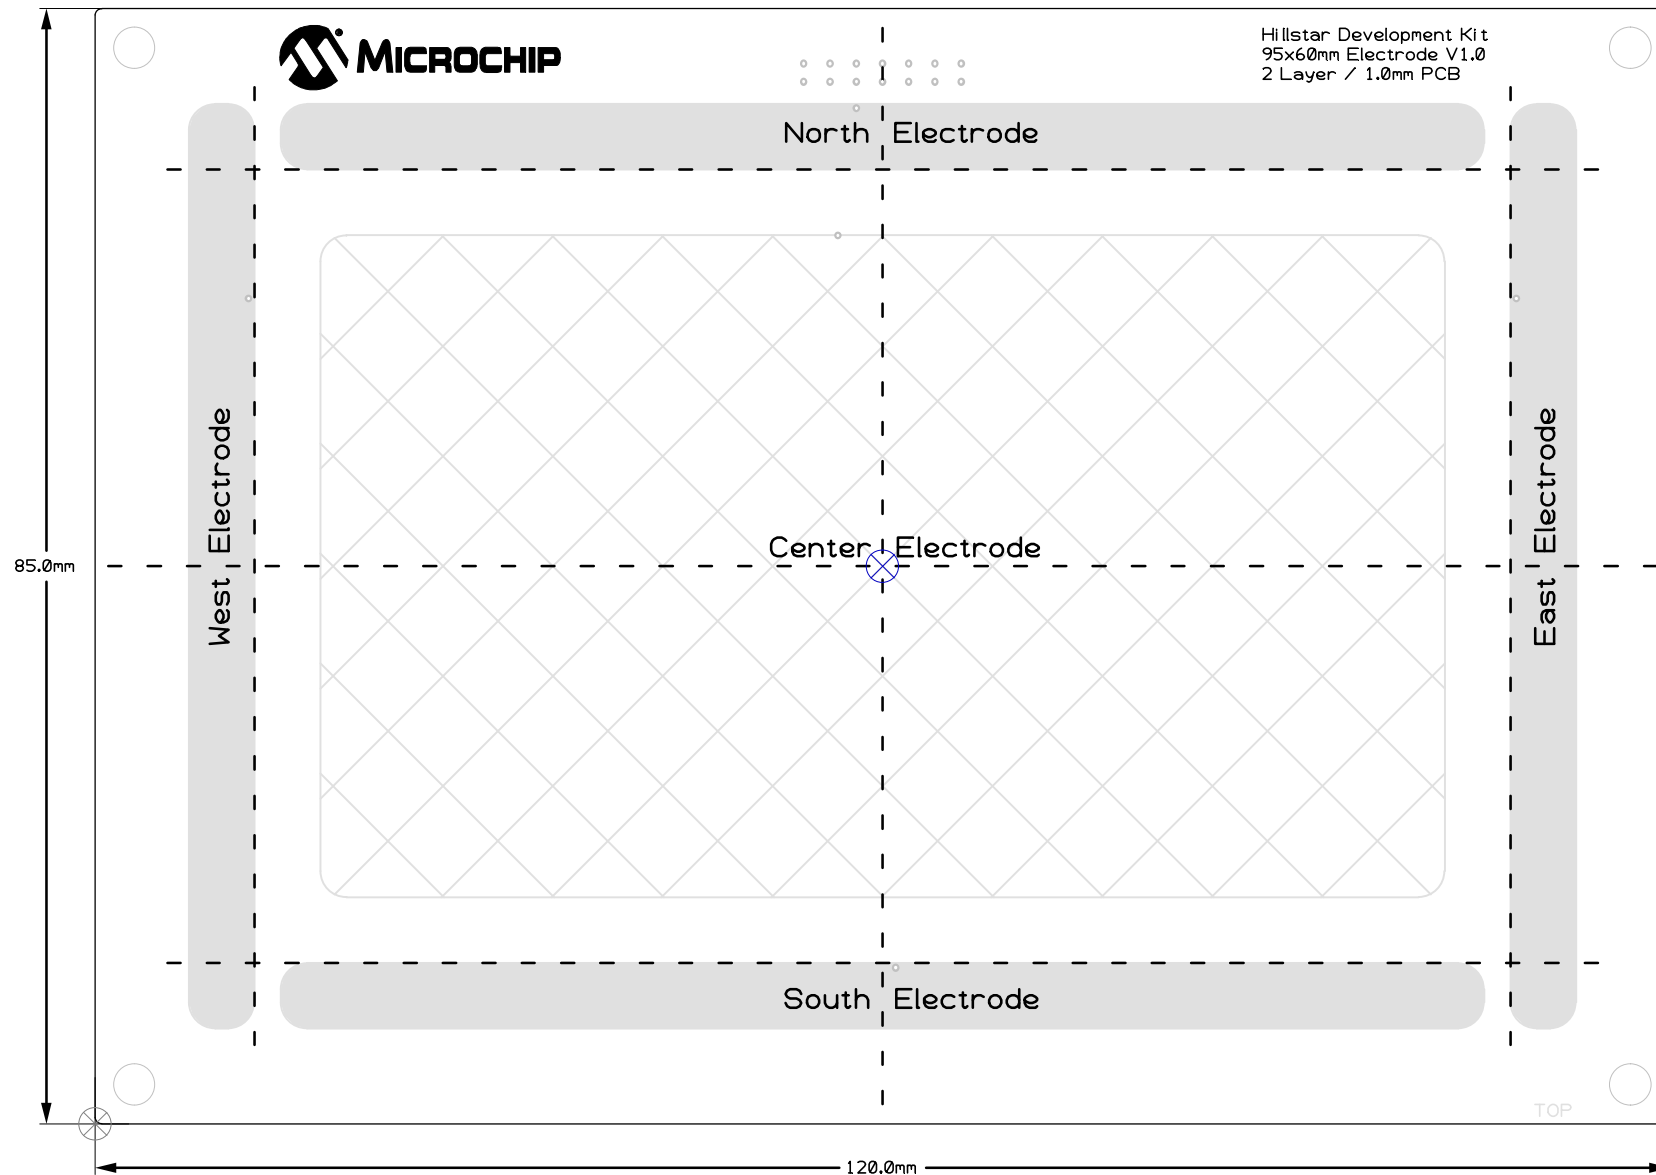 MICROCHIP
Hillstar Development Kit
95x60mm Electrode V1.0
2 Layer / 1.0mm PCB
North Electrode
West Electrode
Center Electrode
East Electrode
85.0mm
South Electrode
TOP
120.0mm